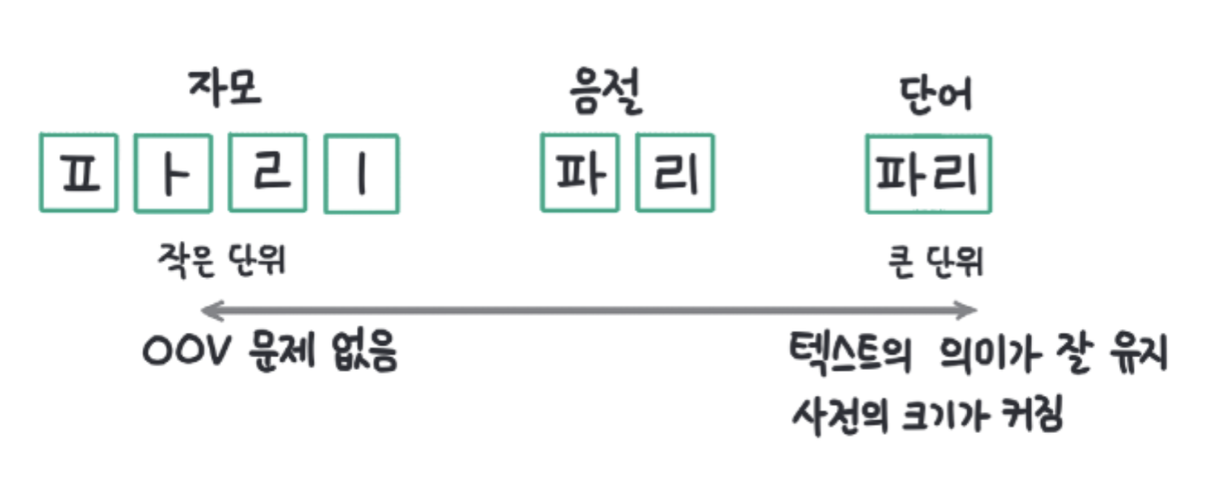 자모 음절 단어
ㅍ ㅏ ㄹ ㅣ 파 리 파리
작은 단위 큰 단위
OOV 문제 없음 텍스트의 의미가 잘 유지
사전의 크기가 커짐